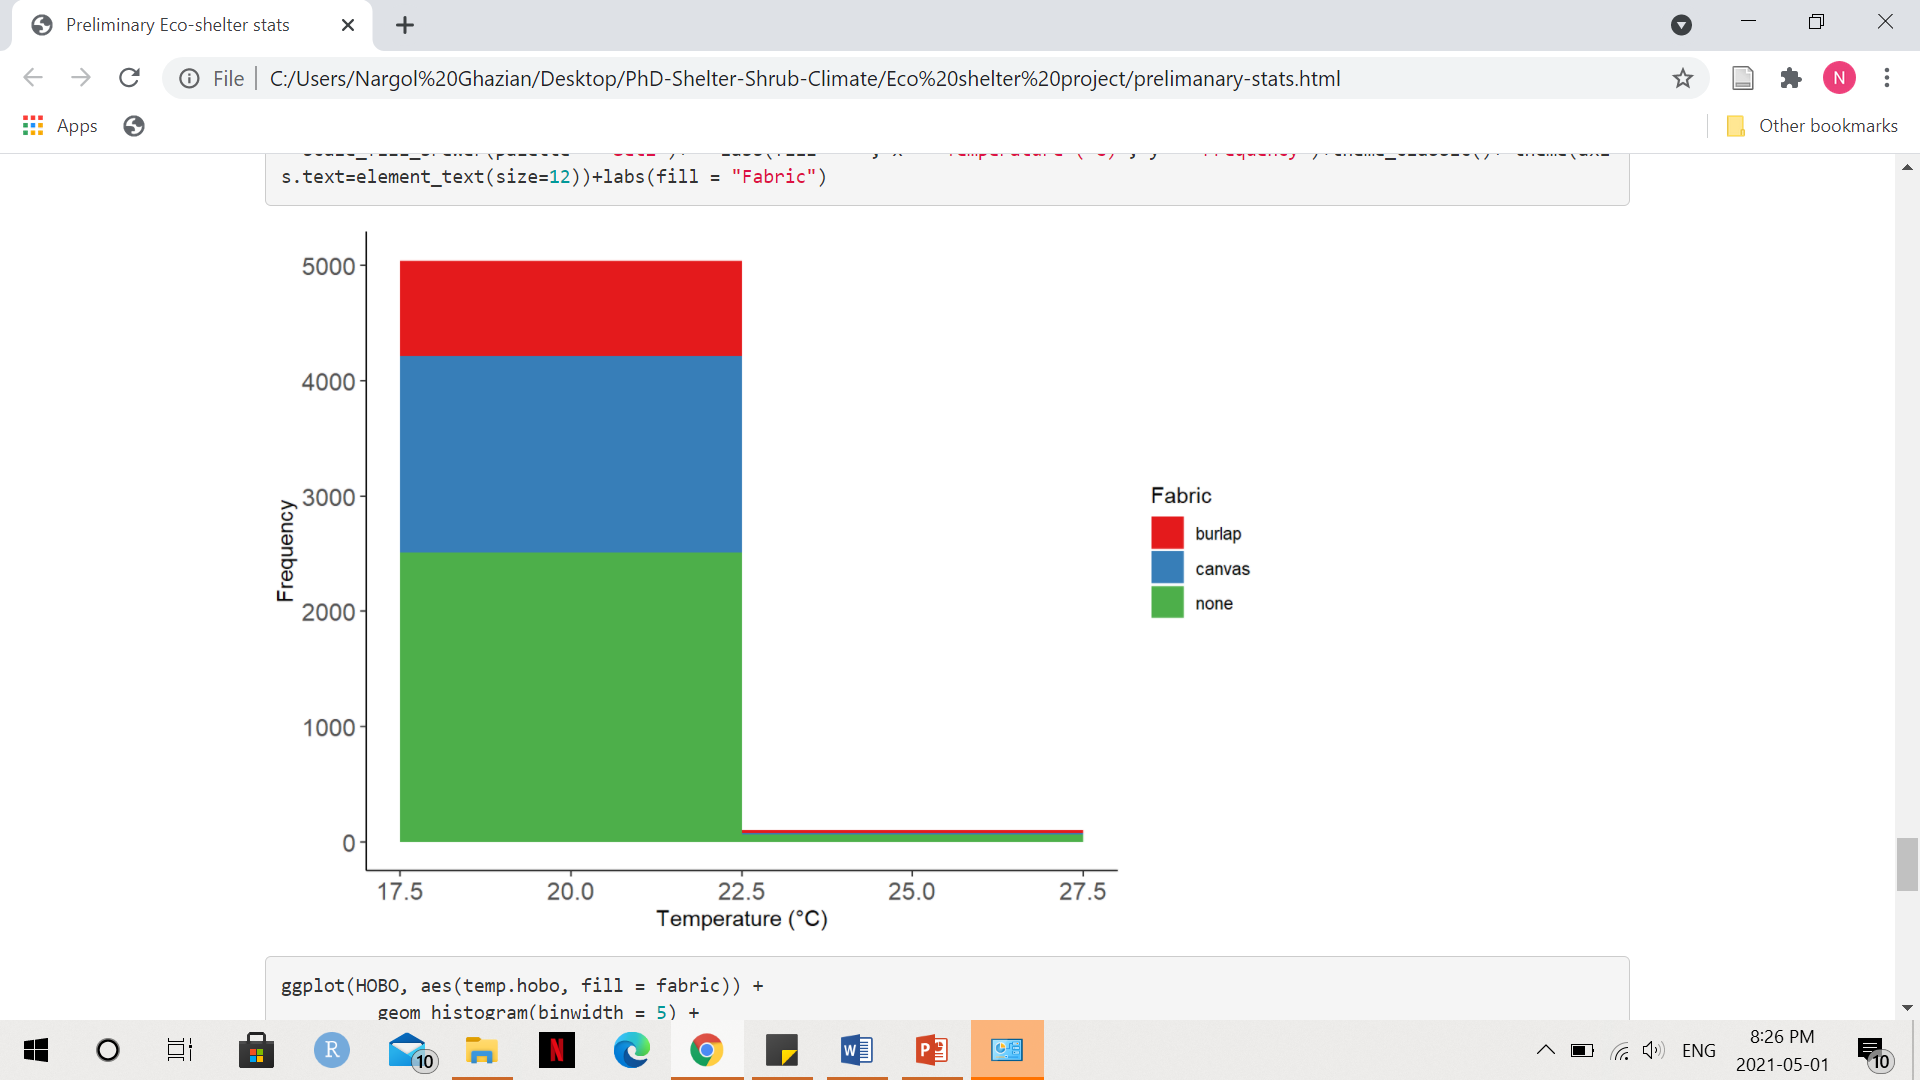 Preliminary Eco-shelter stats
File
C:/Users/Nargol%20Ghazian/Desktop/PhD-Shelter-Shrub-Climate/Eco%20shelter%20project/prelimanary-stats.html
N
Apps
Other bookmarks
s.text=element_text(size=12))+labs(fill = "Fabric")
5000
4000
3000
2000
1000
0
Frequency
17.5 20.0 22.5 25.0 27.5
Temperature (°C)
Fabric
burlap
canvas
none
ggplot(HOBO, aes(temp.hobo, fill = fabric)) +
geom_histogram(binwidth = 5) +
R
10
N
W
P
ENG
8:26 PM
2021-05-01
10